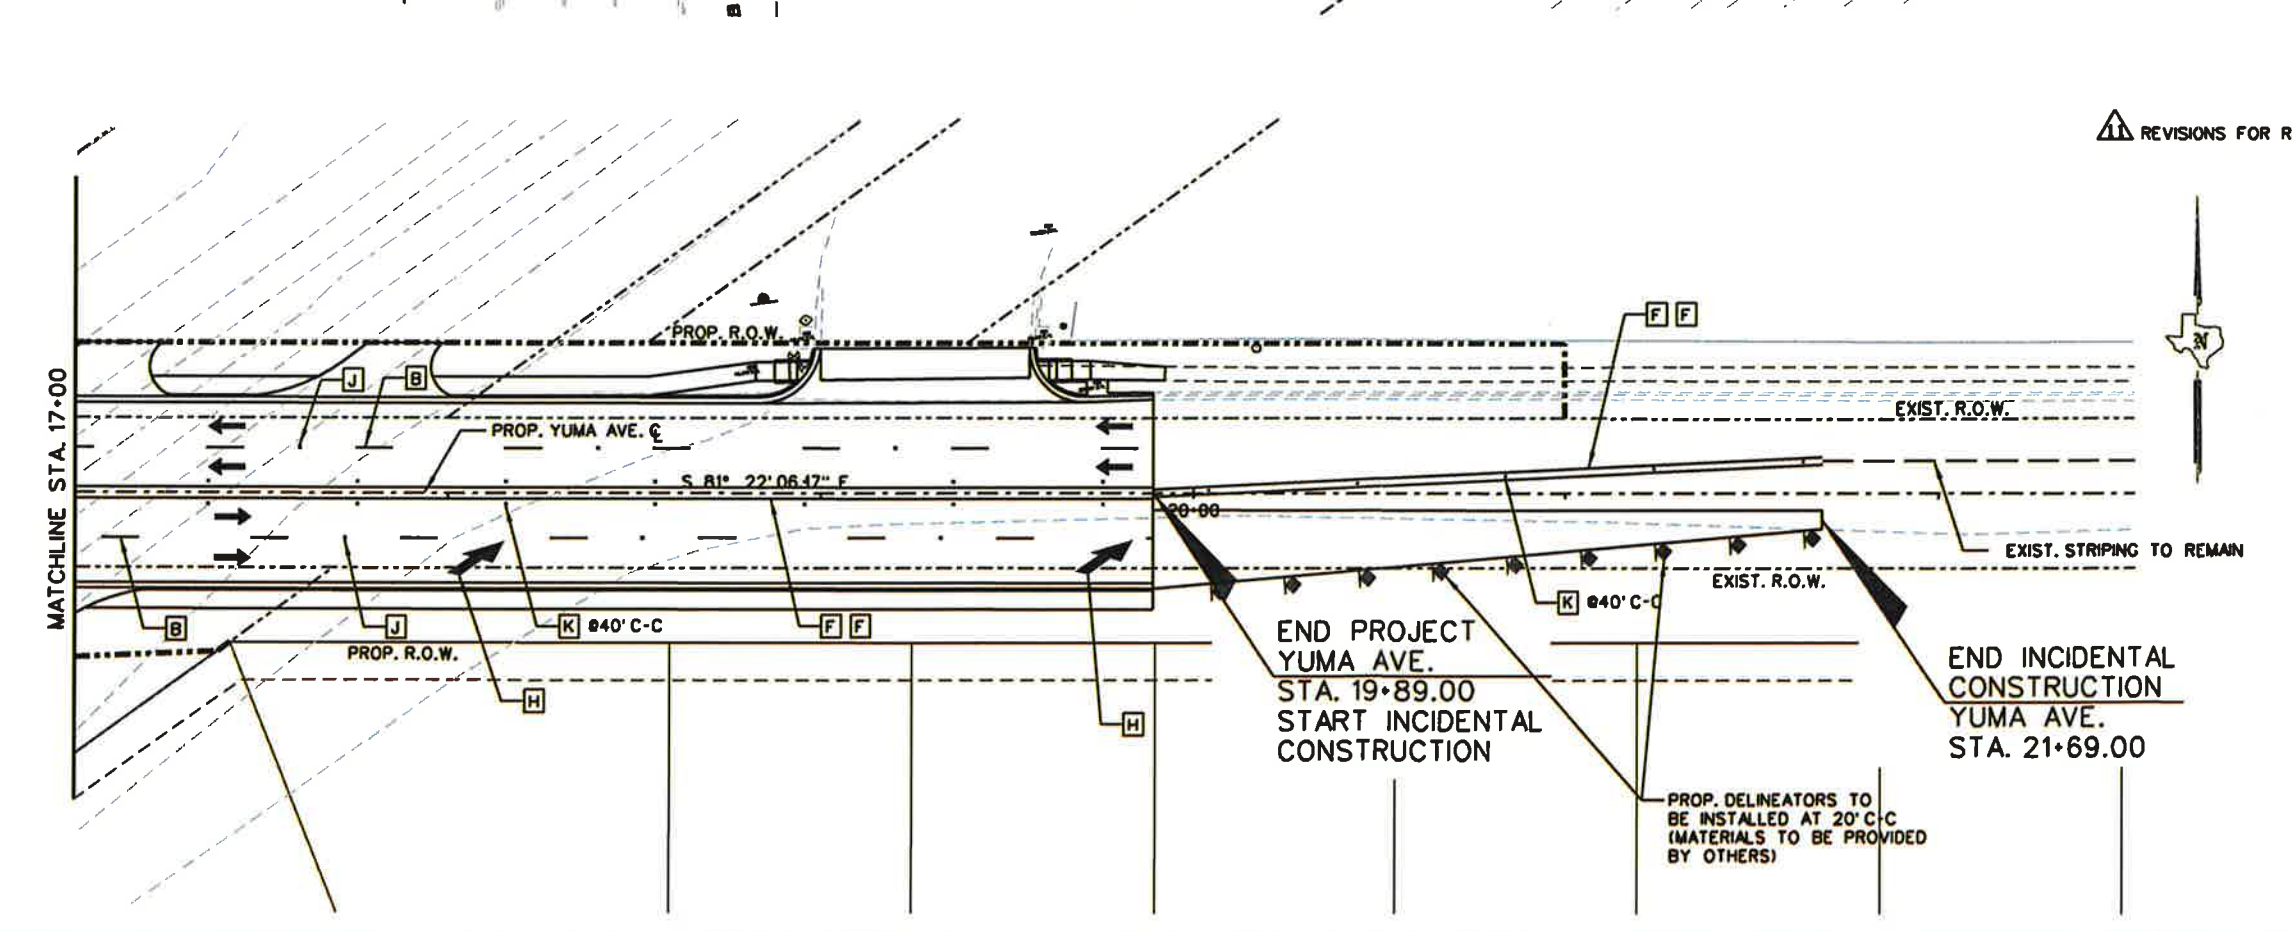 11 REVISIONS FOR R
MATCHLINE STA. 17+00
PROP. R.O.W.
F F
J
B
N
EXIST. R.O.W.
PROP. YUMA AVE. ℄
S 81° 22' 06.47" E
20+00
EXIST. STRIPING TO REMAIN
EXIST. R.O.W.
B
J
K @40' C-C
F F
K @40' C-C
PROP. R.O.W.
H
H
END PROJECT
YUMA AVE.
STA. 19+89.00
START INCIDENTAL
CONSTRUCTION
END INCIDENTAL
CONSTRUCTION
YUMA AVE.
STA. 21+69.00
PROP. DELINEATORS TO
BE INSTALLED AT 20' C-C
(MATERIALS TO BE PROVIDED
BY OTHERS)